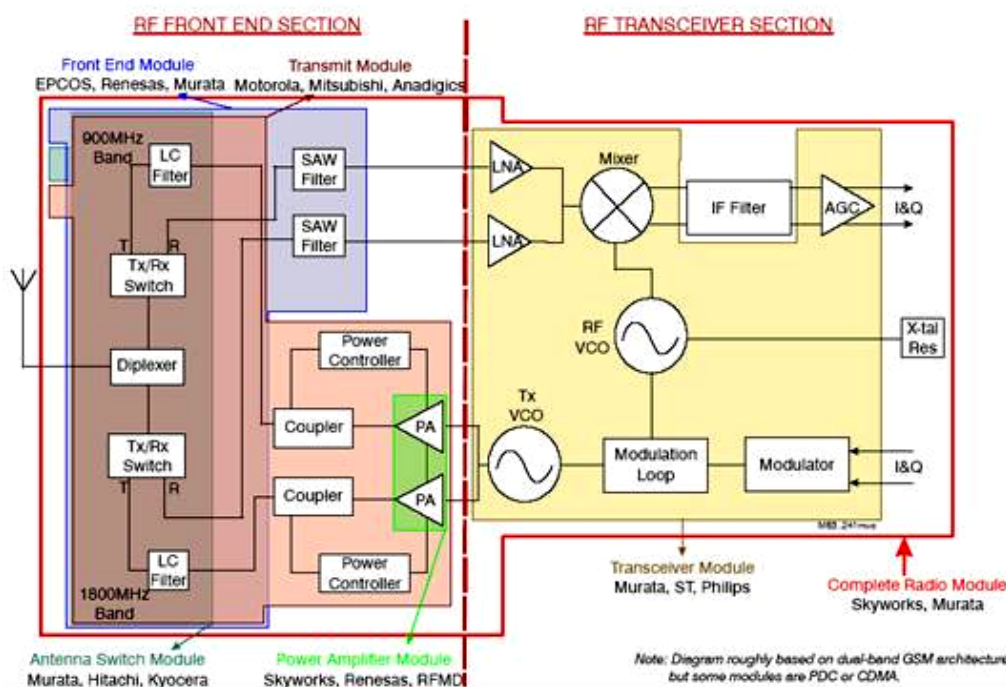 RF FRONT END SECTION
RF TRANSCEIVER SECTION
Front End Module
EPCOS, Renesas, Murata
Transmit Module
Motorola, Mitsubishi, Anadigics
900MHz
Band
LC
Filter
SAW
Filter
SAW
Filter
T
R
Tx/Rx
Switch
Diplexer
Tx/Rx
Switch
T
R
LC
Filter
1800MHz
Band
Power
Controller
Coupler
PA
Coupler
PA
Power
Controller
LNA
LNA
Mixer
IF Filter
AGC
I&Q
RF
VCO
X-tal
Res
Tx
VCO
Modulation
Loop
Modulator
I&Q
Transceiver Module
Murata, ST, Philips
Complete Radio Module
Skyworks, Murata
Antenna Switch Module
Murata, Hitachi, Kyocera
Power Amplifier Module
Skyworks, Renesas, RFMD
Note: Diagram roughly based on dual-band GSM architecture
but some modules are PDC or CDMA.